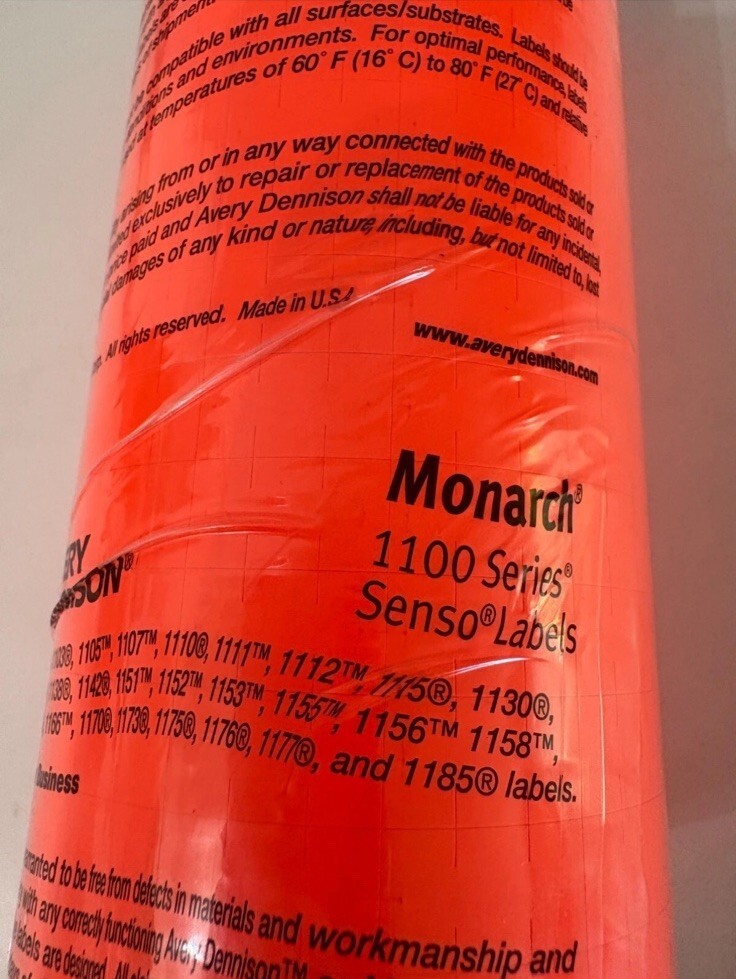 compatible with all surfaces/substrates. Labels should be
and environments. For optimal performance, labels
at temperatures of 60° F (16° C) to 80° F (27° C) and relative
arising from or in any way connected with the products sold or
exclusively to repair or replacement of the products sold or
paid and Avery Dennison shall not be liable for any incidental
damages of any kind or nature, including, but not limited to, lost
All rights reserved. Made in U.S.A
www.averydennison.com
Monarch®
1100 Series®
Senso® Labels
1105™, 1107™, 1110®, 1111™, 1112™, 1115®, 1130®,
1142®, 1151™, 1152™, 1153™, 1155™, 1156™ 1158™,
1170®, 1173®, 1175®, 1176®, 1177®, and 1185® labels.
Business
to be free from defects in materials and workmanship and
with any correctly functioning Avery Dennison™
labels are designed. All